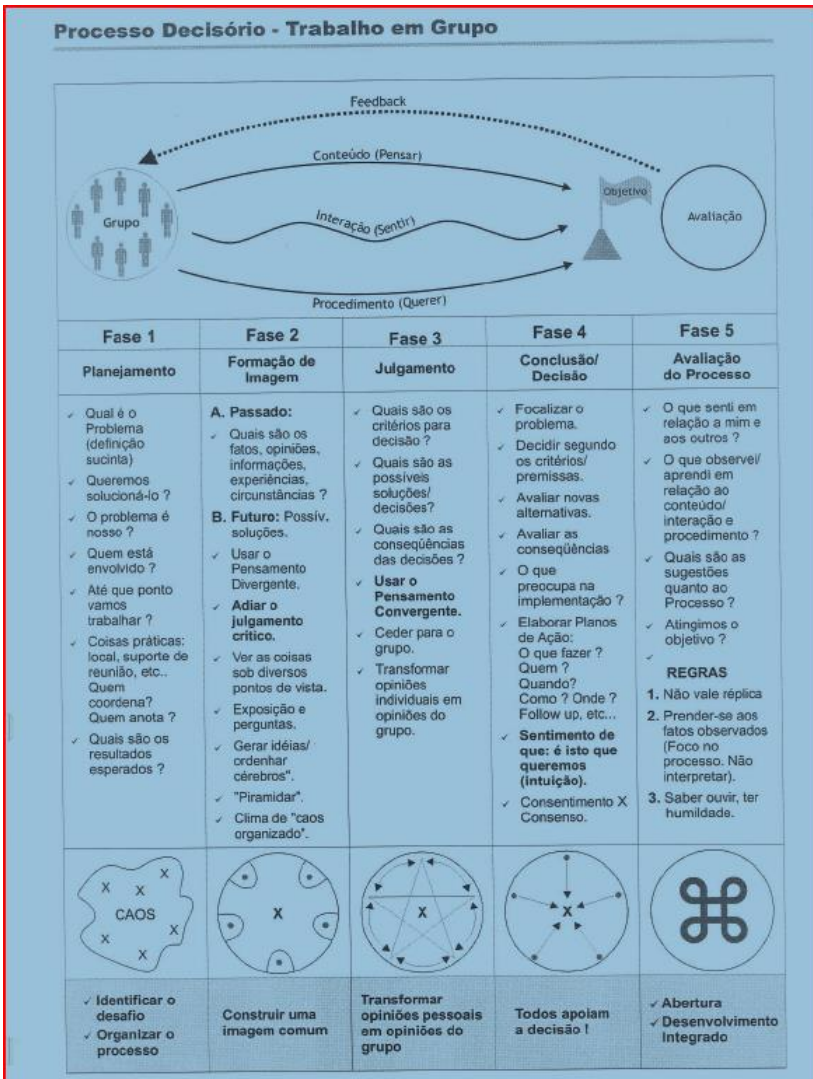 Processo Decisório - Trabalho em Grupo
Feedback
Conteúdo (Pensar)
Objetivo
Grupo
Interação (Sentir)
Avaliação
Procedimento (Querer)
Fase 1
Planejamento
✓ Qual é o
Problema
(definição
sucinta)
✓ Queremos
solucioná-lo ?
✓ O problema é
nosso ?
✓ Quem está
envolvido ?
✓ Até que ponto
vamos
trabalhar ?
✓ Coisas práticas:
local, suporte de
reunião, etc..
Quem
coordena?
Quem anota ?
✓ Quais são os
resultados
esperados ?
X X X
CAOS
X X X
✓ Identificar o
desafio
✓ Organizar o
processo
Fase 2
Formação de
Imagem
A. Passado:
✓ Quais são os
fatos, opiniões,
informações,
experiências,
circunstâncias ?
B. Futuro: Possív.
soluções.
✓ Usar o
Pensamento
Divergente.
✓ Adiar o
julgamento
crítico.
✓ Ver as coisas
sob diversos
pontos de vista.
✓ Exposição e
perguntas.
✓ Gerar idéias/
ordenhar
cérebros".
✓ "Piramidar".
✓ Clima de "caos
organizado".
X
Construir uma
imagem comum
Fase 3
Julgamento
✓ Quais são os
critérios para
decisão ?
✓ Quais são as
possíveis
soluções/
decisões?
✓ Quais são as
conseqüências
das decisões ?
✓ Usar o
Pensamento
Convergente.
✓ Ceder para o
grupo.
✓ Transformar
opiniões
individuais em
opiniões do
grupo.
X
Transformar
opiniões pessoais
em opiniões do
grupo
Fase 4
Conclusão/
Decisão
✓ Focalizar o
problema.
✓ Decidir segundo
os critérios/
premissas.
✓ Avaliar novas
alternativas.
✓ Avaliar as
conseqüências
✓ O que
preocupa na
implementação ?
✓ Elaborar Planos
de Ação:
O que fazer ?
Quem ?
Quando?
Como ? Onde ?
Follow up, etc...
✓ Sentimento de
que: é isto que
queremos
(intuição).
✓ Consentimento X
Consenso.
X
Todos apoiam
a decisão !
Fase 5
Avaliação
do Processo
✓ O que senti em
relação a mim e
aos outros ?
✓ O que observei/
aprendi em
relação ao
conteúdo/
interação e
procedimento ?
✓ Quais são as
sugestões
quanto ao
Processo ?
✓ Atingimos o
objetivo ?
✓
REGRAS
1. Não vale réplica
2. Prender-se aos
fatos observados
(Foco no
processo. Não
interpretar).
3. Saber ouvir, ter
humildade.
✓ Abertura
✓ Desenvolvimento
Integrado